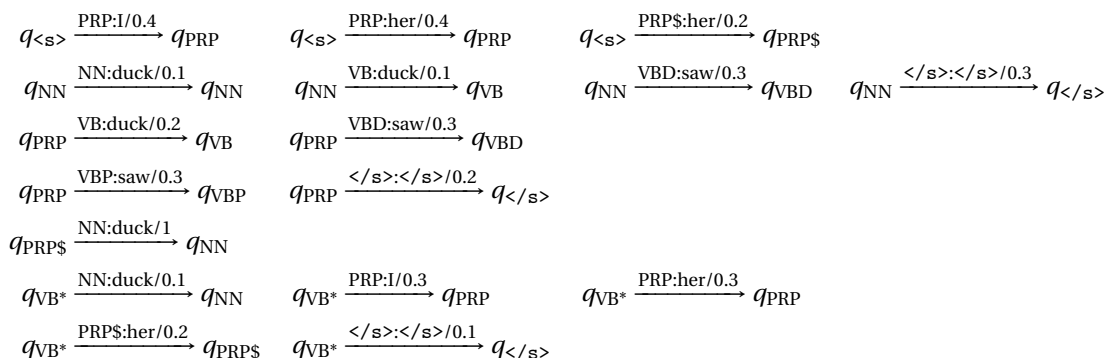 q<s> PRP:I/0.4 qPRP q<s> PRP:her/0.4 qPRP q<s> PRP$:her/0.2 qPRP$
qNN NN:duck/0.1 qNN qNN VB:duck/0.1 qVB qNN VBD:saw/0.3 qVBD qNN </s>:</s>/0.3 q</s>
qPRP VB:duck/0.2 qVB qPRP VBD:saw/0.3 qVBD
qPRP VBP:saw/0.3 qVBP qPRP </s>:</s>/0.2 q</s>
qPRP$ NN:duck/1 qNN
qVB* NN:duck/0.1 qNN qVB* PRP:I/0.3 qPRP qVB* PRP:her/0.3 qPRP
qVB* PRP$:her/0.2 qPRP$ qVB* </s>:</s>/0.1 q</s>